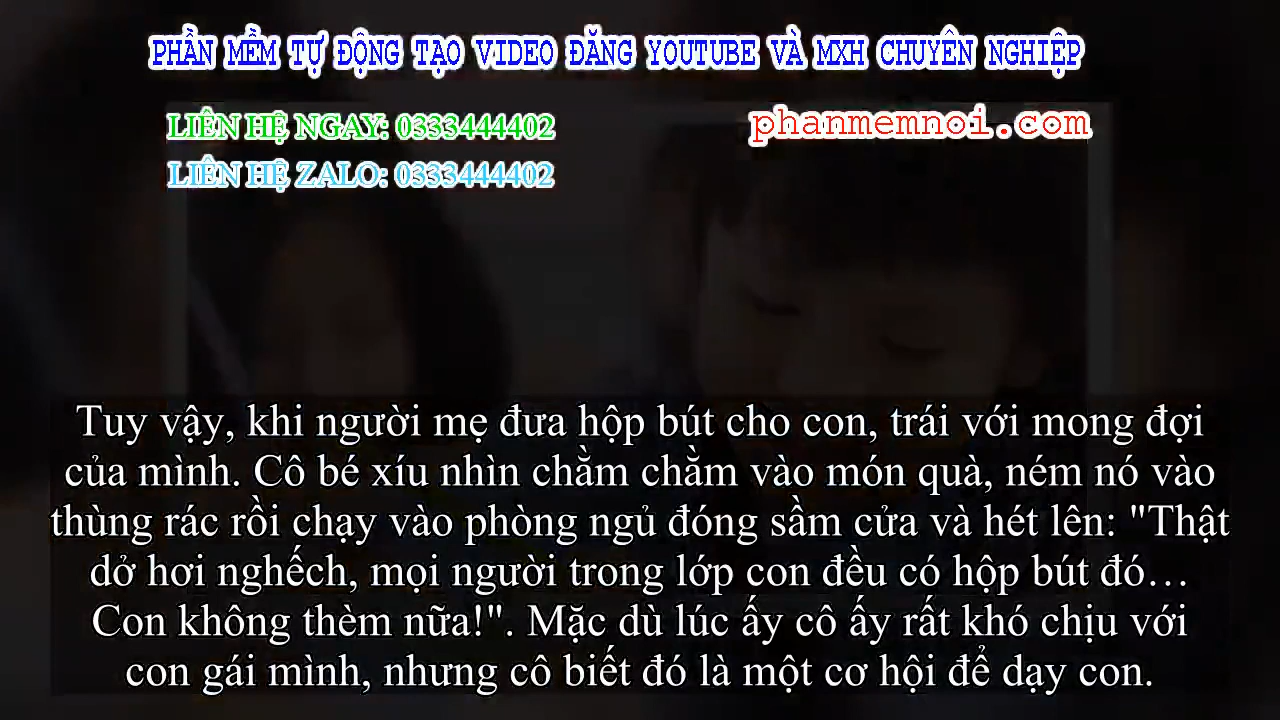 PHẦN MỀM TỰ ĐỘNG TẠO VIDEO ĐĂNG YOUTUBE VÀ MXH CHUYÊN NGHIỆP
LIÊN HỆ NGAY: 0333444402
phanmemnoi.com
LIÊN HỆ ZALO: 0333444402
Tuy vậy, khi người mẹ đưa hộp bút cho con, trái với mong đợi
của mình. Cô bé xíu nhìn chằm chằm vào món quà, ném nó vào
thùng rác rồi chạy vào phòng ngủ đóng sầm cửa và hét lên: "Thật
dở hơi nghếch, mọi người trong lớp con đều có hộp bút đó…
Con không thèm nữa!". Mặc dù lúc ấy cô ấy rất khó chịu với
con gái mình, nhưng cô biết đó là một cơ hội để dạy con.